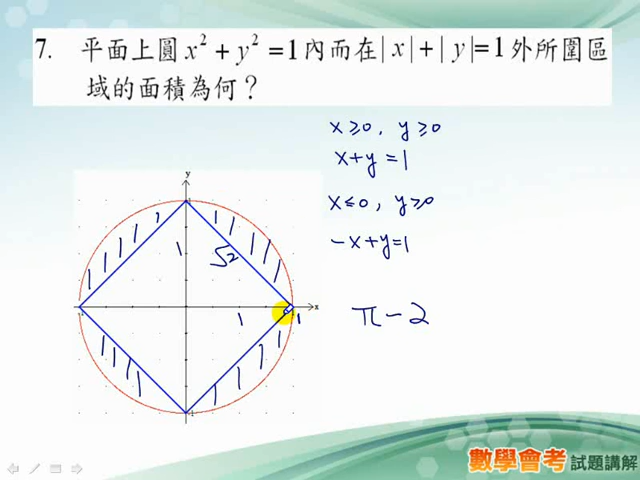 7. 平面上圓 x² + y² = 1 內而在 | x | + | y | = 1 外所圍區
域的面積為何？
x ≥ 0 , y ≥ 0
x + y = 1
x ≤ 0 , y ≥ 0
-x + y = 1
y
1
√2
x
1
1
π - 2
數學會考 試題講解